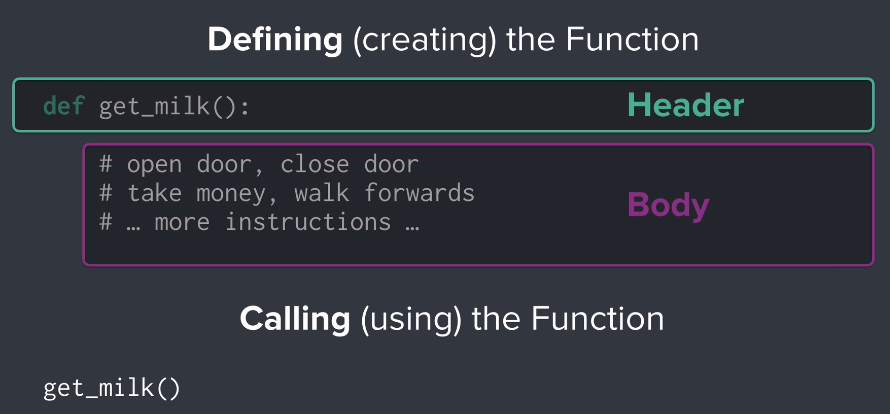 Defining (creating) the Function
def get_milk(): Header
# open door, close door
# take money, walk forwards
# … more instructions …
Body
Calling (using) the Function
get_milk()